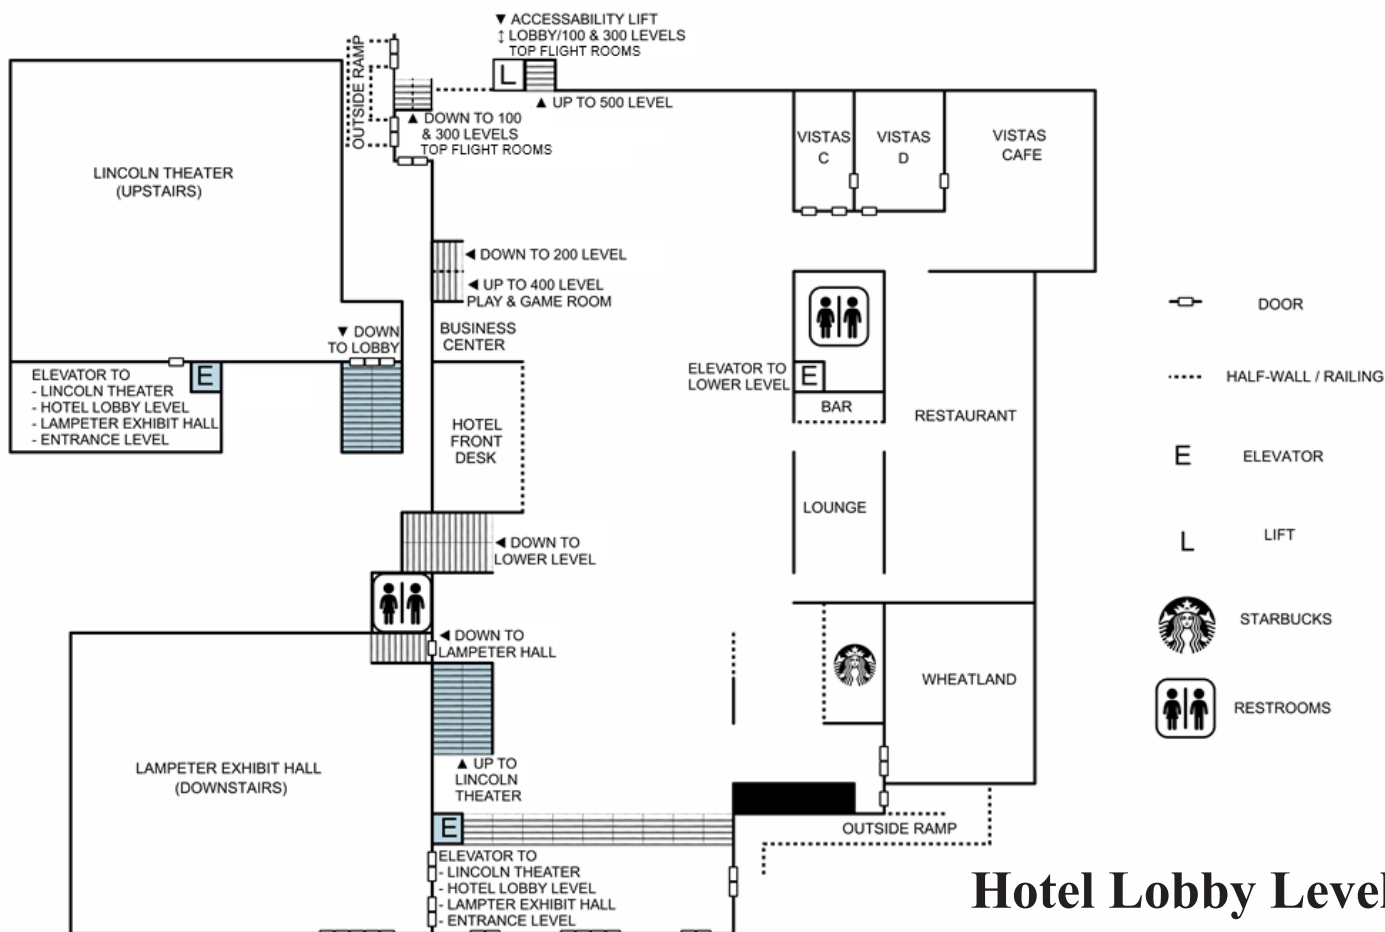 ▼ ACCESSABILITY LIFT
↕ LOBBY/100 & 300 LEVELS
TOP FLIGHT ROOMS
L
▲ UP TO 500 LEVEL
OUTSIDE RAMP
▲ DOWN TO 100
& 300 LEVELS
TOP FLIGHT ROOMS
VISTAS
C
VISTAS
D
VISTAS
CAFE
LINCOLN THEATER
(UPSTAIRS)
◄ DOWN TO 200 LEVEL
◄ UP TO 400 LEVEL
PLAY & GAME ROOM
▼ DOWN
TO LOBBY
BUSINESS
CENTER
E
ELEVATOR TO
- LINCOLN THEATER
- HOTEL LOBBY LEVEL
- LAMPETER EXHIBIT HALL
- ENTRANCE LEVEL
HOTEL
FRONT
DESK
ELEVATOR TO
LOWER LEVEL
E
BAR
RESTAURANT
LOUNGE
◄ DOWN TO
LOWER LEVEL
◄ DOWN TO
LAMPETER HALL
WHEATLAND
▲ UP TO
LINCOLN
THEATER
LAMPETER EXHIBIT HALL
(DOWNSTAIRS)
E
ELEVATOR TO
- LINCOLN THEATER
- HOTEL LOBBY LEVEL
- LAMPTER EXHIBIT HALL
- ENTRANCE LEVEL
OUTSIDE RAMP
DOOR
HALF-WALL / RAILING
E ELEVATOR
L LIFT
STARBUCKS
RESTROOMS
Hotel Lobby Level